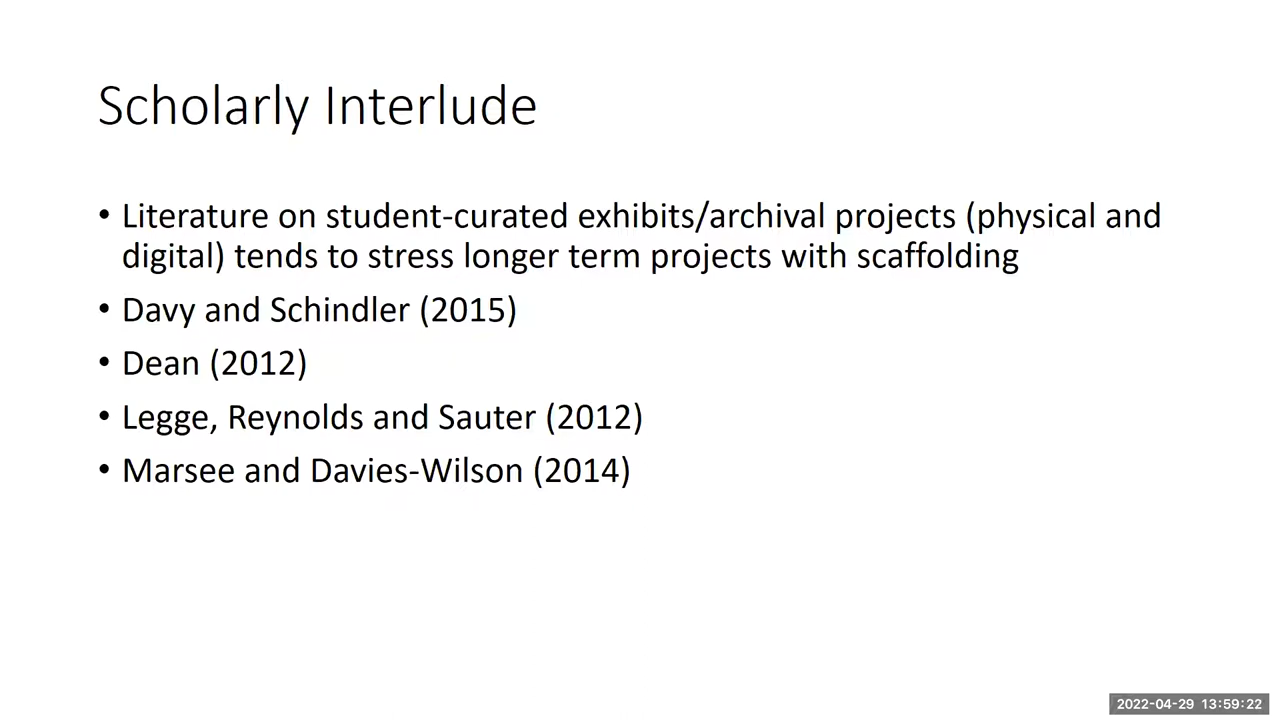 Scholarly Interlude
• Literature on student-curated exhibits/archival projects (physical and
digital) tends to stress longer term projects with scaffolding
• Davy and Schindler (2015)
• Dean (2012)
• Legge, Reynolds and Sauter (2012)
• Marsee and Davies-Wilson (2014)
2022-04-29 13:59:22